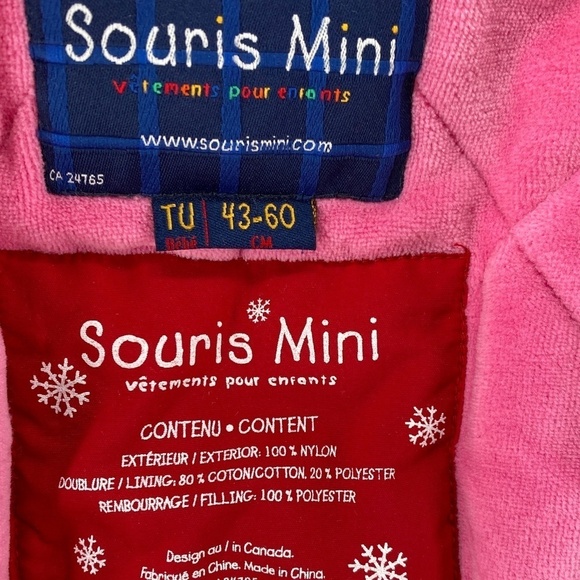 Souris Mini
Vêtements pour enfants
www.sourismini.com
CA 24765
TU 43-60
Bébé CM
Souris Mini
vêtements pour enfants
CONTENU • CONTENT
EXTÉRIEUR / EXTERIOR: 100 % NYLON
DOUBLURE / LINING: 80 % COTON/COTTON, 20 % POLYESTER
REMBOURRAGE / FILLING: 100 % POLYESTER
Design au / in Canada.
Fabriqué en Chine. Made in China.